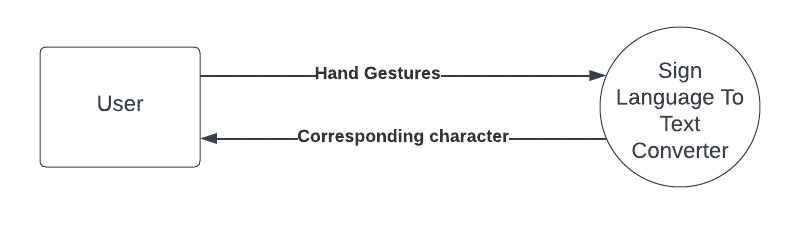 Hand Gestures
User
Sign
Language To
Text
Converter
Corresponding character